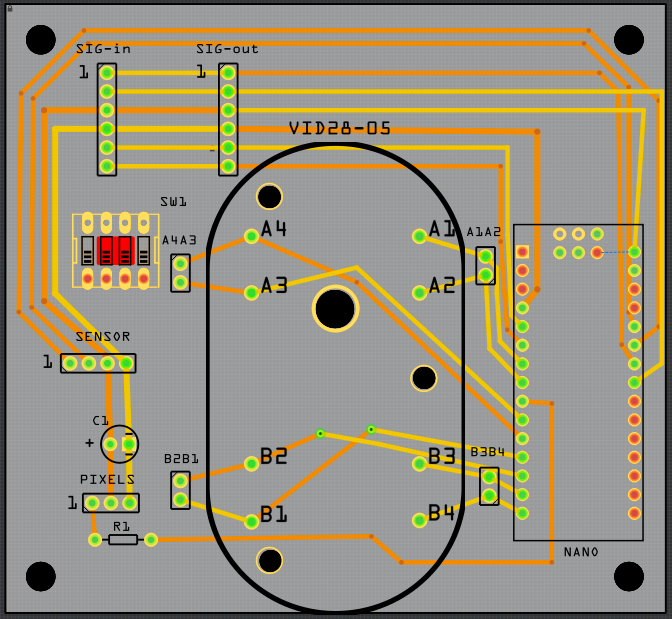 SIG-in SIG-out
1 1
VID28-05
SW1
A4A3 A4 A1 A1A2
A3 A2
SENSOR
1
C1
+
B2B1 B2 B3 B3B4
PIXELS
1 B1 B4
R1
NANO